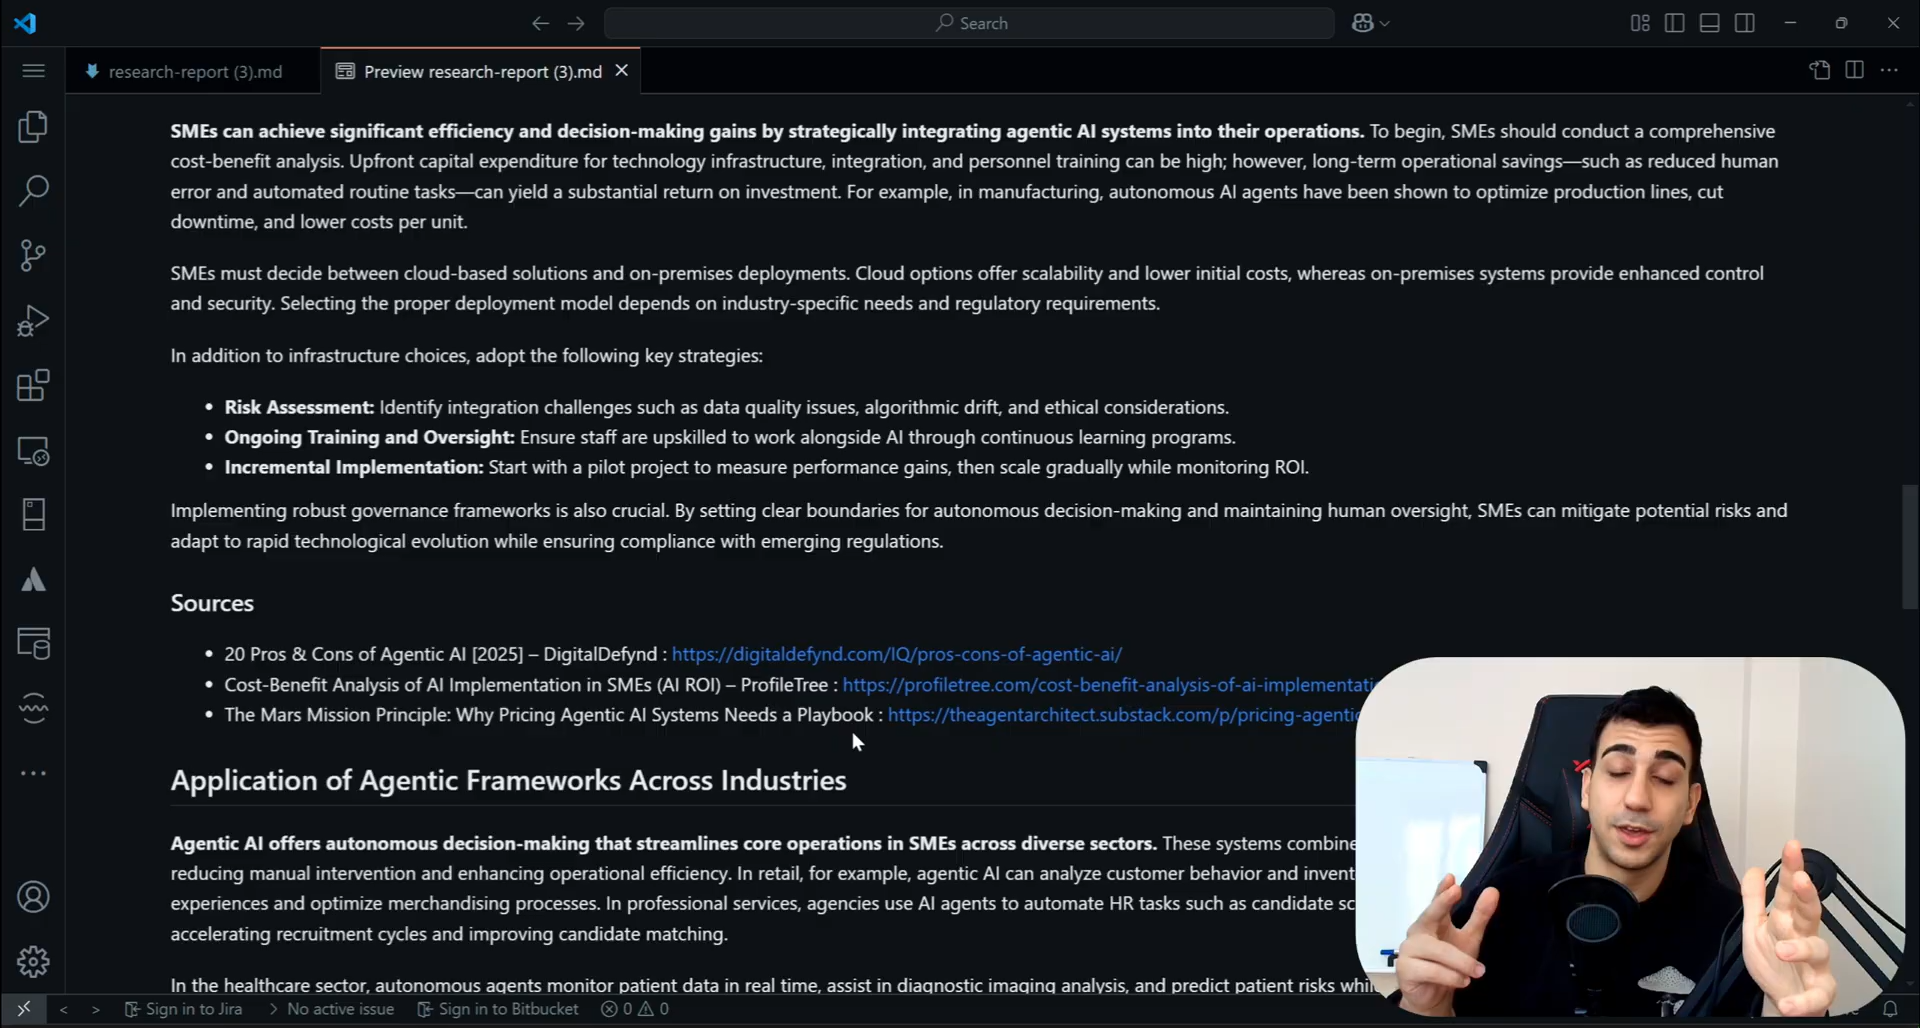 Search
research-report (3).md
Preview research-report (3).md
SMEs can achieve significant efficiency and decision-making gains by strategically integrating agentic AI systems into their operations. To begin, SMEs should conduct a comprehensive
cost-benefit analysis. Upfront capital expenditure for technology infrastructure, integration, and personnel training can be high; however, long-term operational savings—such as reduced human
error and automated routine tasks—can yield a substantial return on investment. For example, in manufacturing, autonomous AI agents have been shown to optimize production lines, cut
downtime, and lower costs per unit.
SMEs must decide between cloud-based solutions and on-premises deployments. Cloud options offer scalability and lower initial costs, whereas on-premises systems provide enhanced control
and security. Selecting the proper deployment model depends on industry-specific needs and regulatory requirements.
In addition to infrastructure choices, adopt the following key strategies:
• Risk Assessment: Identify integration challenges such as data quality issues, algorithmic drift, and ethical considerations.
• Ongoing Training and Oversight: Ensure staff are upskilled to work alongside AI through continuous learning programs.
• Incremental Implementation: Start with a pilot project to measure performance gains, then scale gradually while monitoring ROI.
Implementing robust governance frameworks is also crucial. By setting clear boundaries for autonomous decision-making and maintaining human oversight, SMEs can mitigate potential risks and
adapt to rapid technological evolution while ensuring compliance with emerging regulations.
Sources
• 20 Pros & Cons of Agentic AI [2025] – DigitalDefynd : https://digitaldefynd.com/IQ/pros-cons-of-agentic-ai/
• Cost-Benefit Analysis of AI Implementation in SMEs (AI ROI) – ProfileTree : https://profiletree.com/cost-benefit-analysis-of-ai-implementati
• The Mars Mission Principle: Why Pricing Agentic AI Systems Needs a Playbook : https://theagentarchitect.substack.com/p/pricing-agentic
Application of Agentic Frameworks Across Industries
Agentic AI offers autonomous decision-making that streamlines core operations in SMEs across diverse sectors. These systems combine
reducing manual intervention and enhancing operational efficiency. In retail, for example, agentic AI can analyze customer behavior and invent
experiences and optimize merchandising processes. In professional services, agencies use AI agents to automate HR tasks such as candidate sc
accelerating recruitment cycles and improving candidate matching.
In the healthcare sector, autonomous agents monitor patient data in real time, assist in diagnostic imaging analysis, and predict patient risks whil
Sign in to Jira
No active issue
Sign in to Bitbucket
0
0